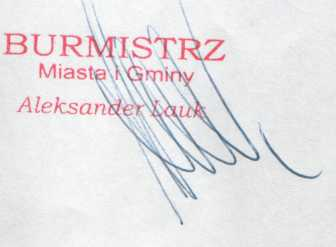 BURMISTRZ
Miasta i Gminy
Aleksander Lauk